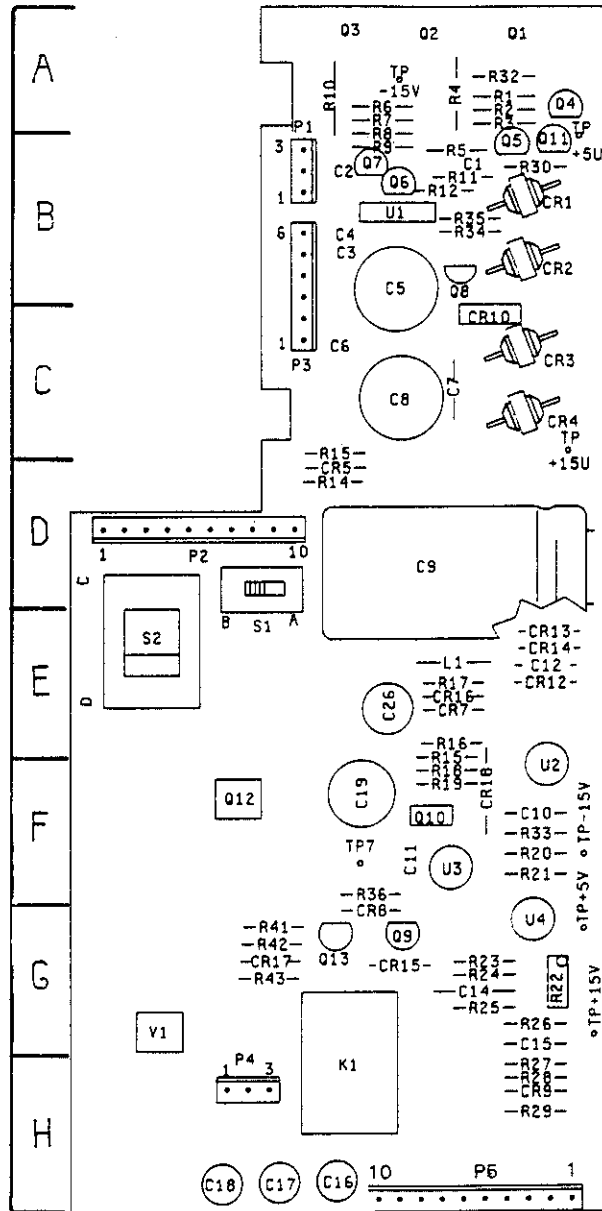 Q3 Q2 Q1
A
TP
-15V
R10
R4
R32
R6
R7
R8
R9
R1
R2
R3
Q4
TP
+5U
P1
3
1
C2
Q7
Q6
R5
C1
R11
R12
Q5
Q11
R30
B
U1
CR1
R35
R34
6
C4
C3
C5
Q8
CR2
CR10
1
P3
C6
C
CR3
C8
C7
CR4
TP
+15U
R15
CR5
R14
D
1
P2
10
C9
C
S2
D
B
S1
A
CR13
CR14
C12
CR12
E
L1
R17
CR16
CR7
C26
R16
R15
R18
R19
CR18
U2
F
Q12
C19
Q10
C10
R33
R20
R21
TP-15V
TP7
C11
U3
TP+5V
R36
CR8
U4
R41
R42
CR17
R43
Q13
Q9
CR15
G
R23
R24
C14
R25
R22
TP+15V
V1
R26
C15
R27
R28
CR9
R29
P4
1 3
K1
H
C18
C17
C16
10
P5
1